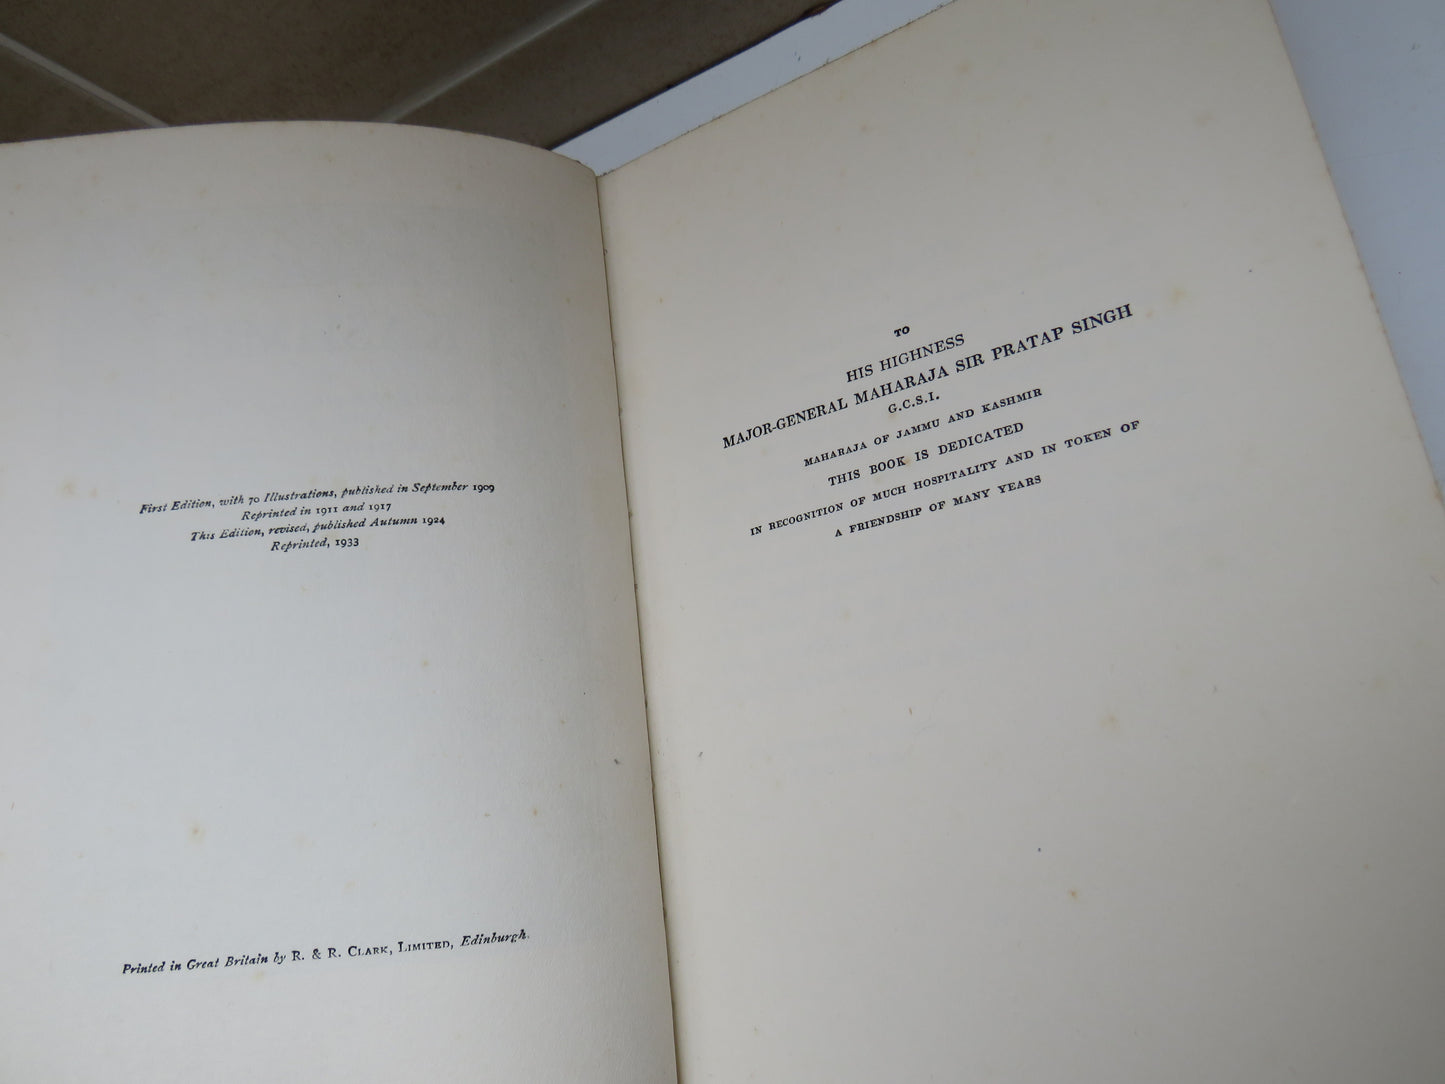 First Edition, with 70 Illustrations, published in September 1909
Reprinted in 1911 and 1917
This Edition, revised, published Autumn 1924
Reprinted, 1933
Printed in Great Britain by R. & R. CLARK, LIMITED, Edinburgh.
TO
HIS HIGHNESS
MAJOR-GENERAL MAHARAJA SIR PRATAP SINGH
G.C.S.I.
MAHARAJA OF JAMMU AND KASHMIR
THIS BOOK IS DEDICATED
IN RECOGNITION OF MUCH HOSPITALITY AND IN TOKEN OF
A FRIENDSHIP OF MANY YEARS